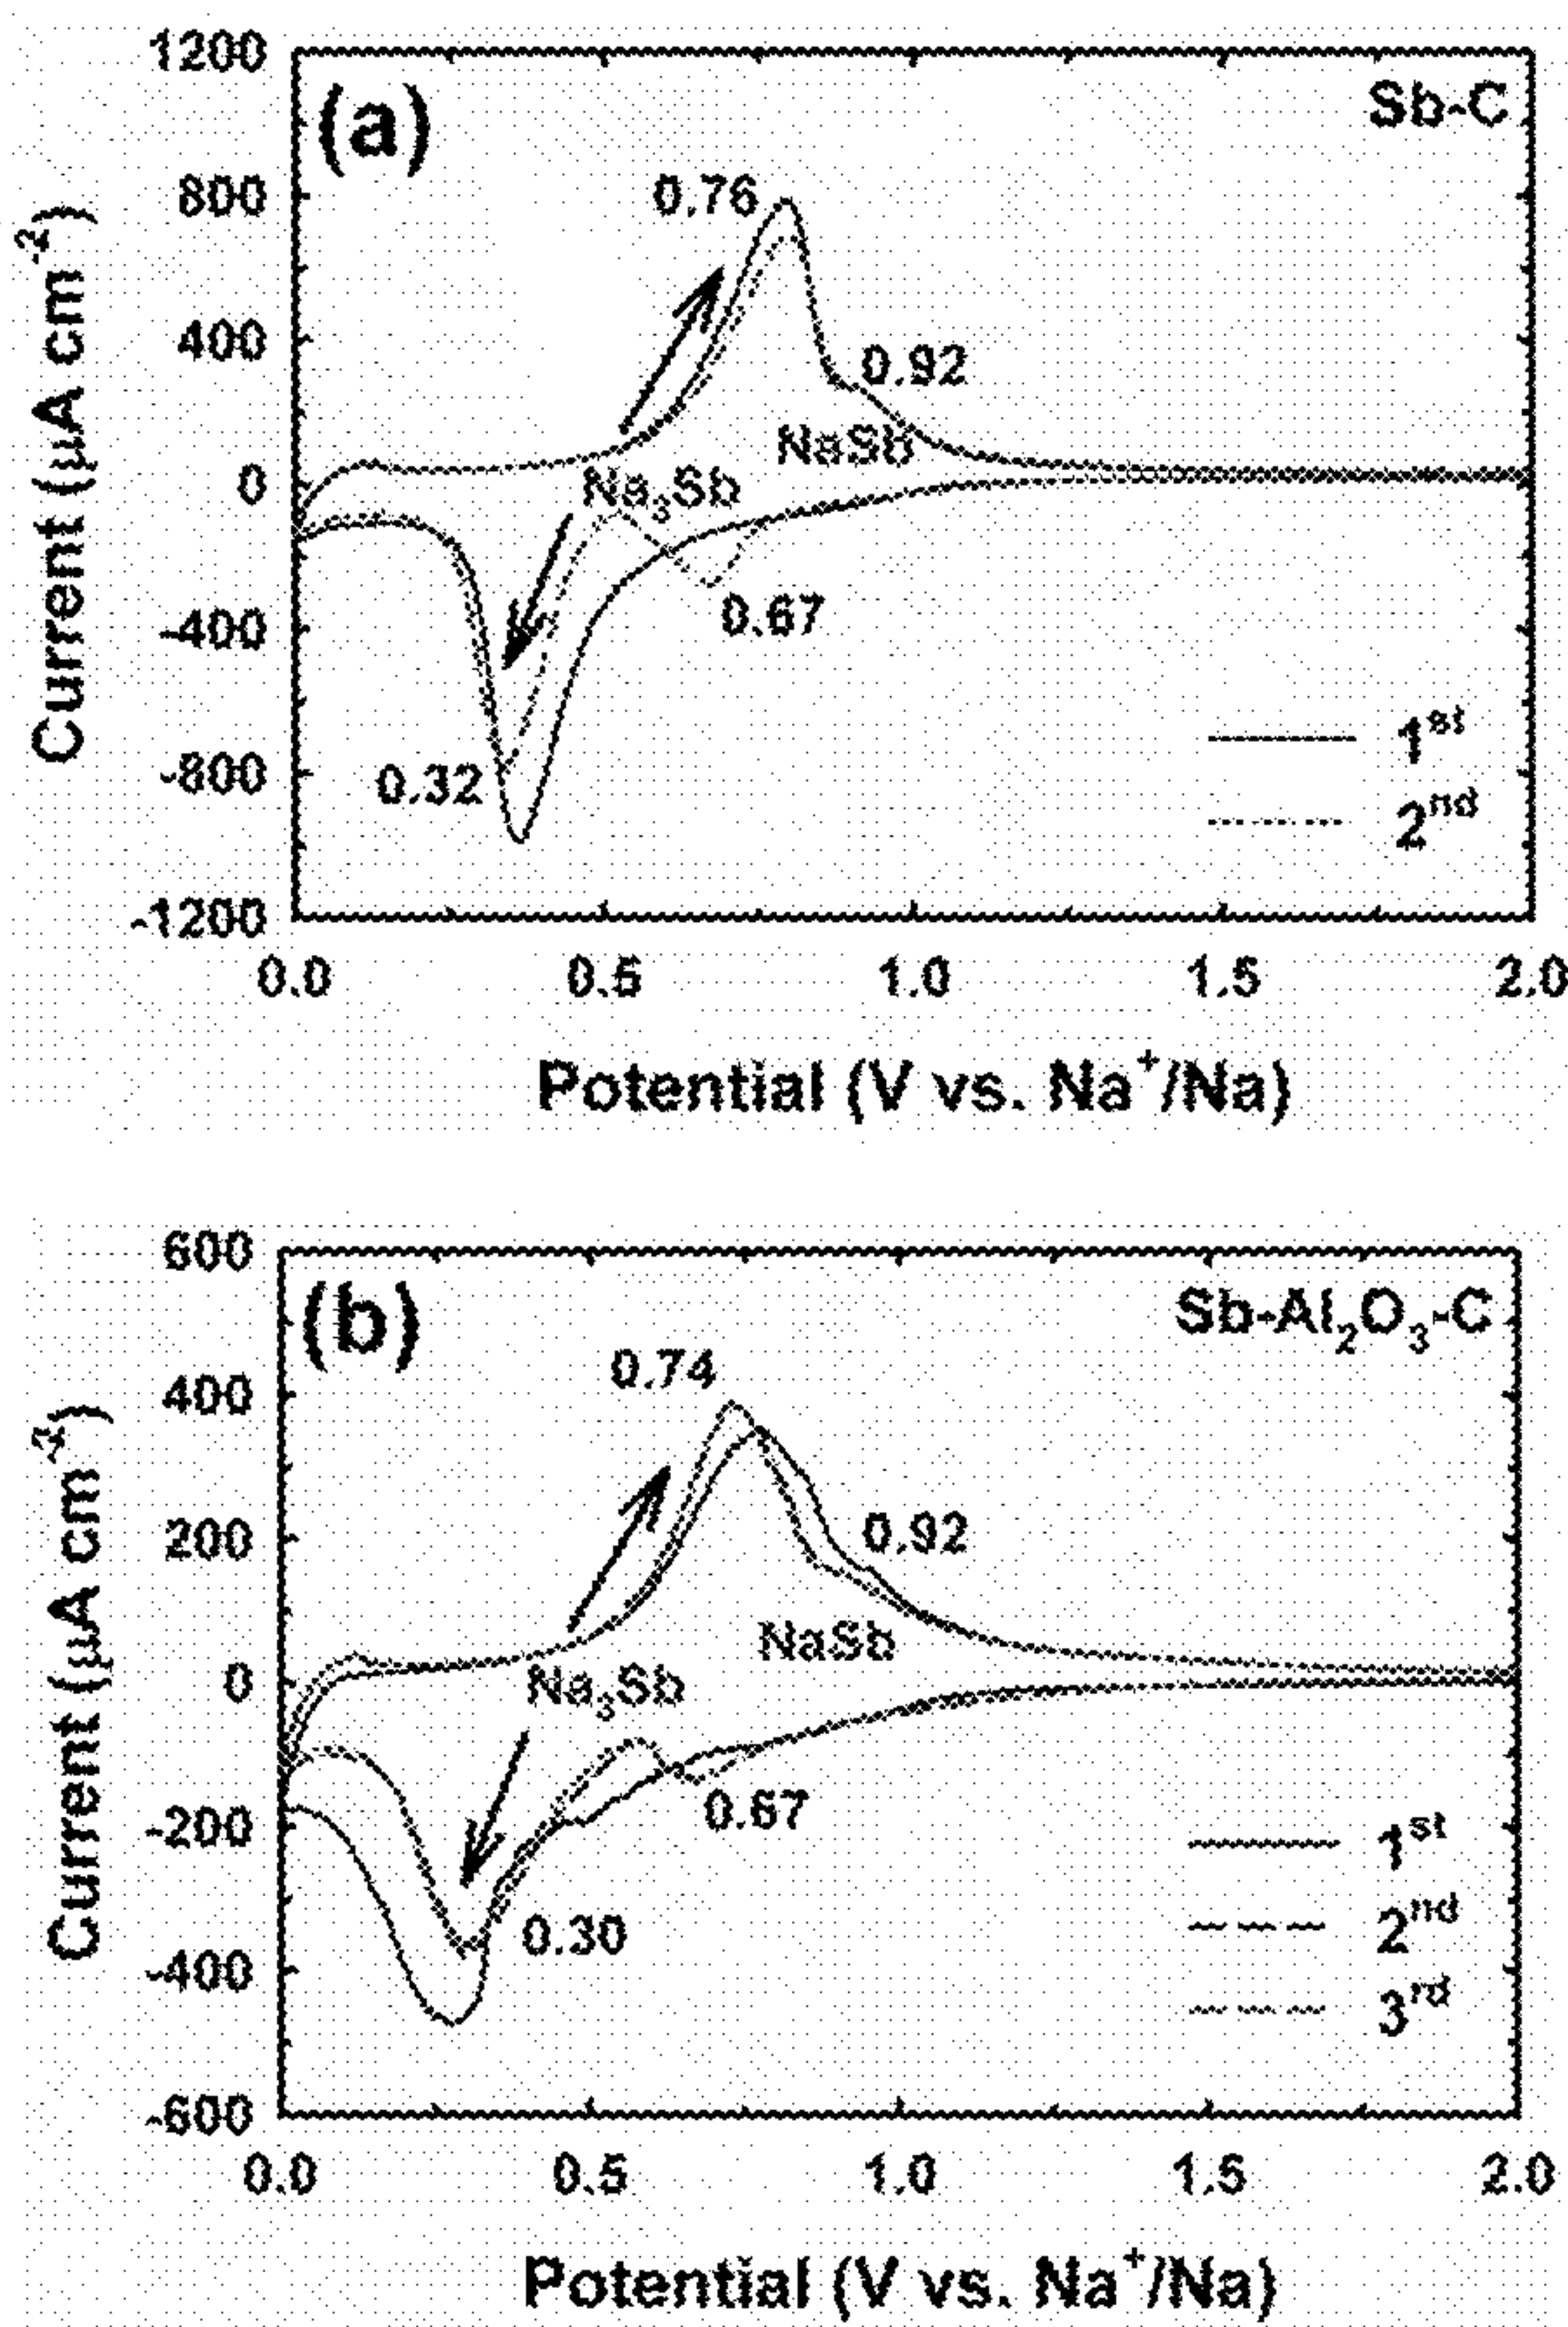 1200
(a)
Sb-C
800
0.76
400
0.92
NaSb
0
Na₃Sb
-400
0.67
1st
-800
0.32
2nd
-1200
0.0 0.5 1.0 1.5 2.0
Current (µA cm⁻²)
Potential (V vs. Na⁺/Na)
600
(b)
Sb-Al₂O₃-C
0.74
400
200
0.92
NaSb
0
Na₃Sb
0.67
-200
1st
0.30
2nd
-400
3rd
-600
0.0 0.5 1.0 1.5 2.0
Current (µA cm⁻²)
Potential (V vs. Na⁺/Na)